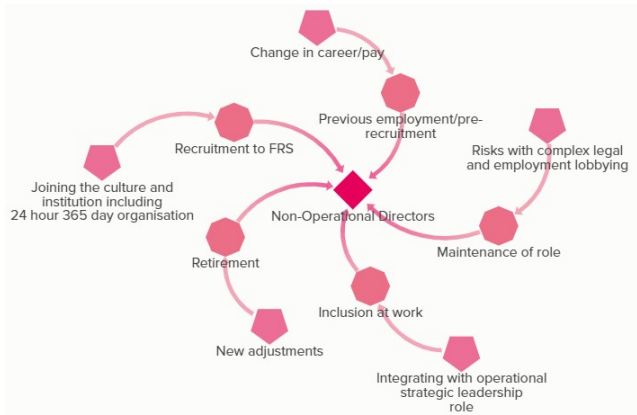 Change in career/pay
Previous employment/pre-
recruitment
Risks with complex legal
and employment lobbying
Recruitment to FRS
Joining the culture and
institution including
24 hour 365 day organisation
Non-Operational Directors
Maintenance of role
Retirement
Inclusion at work
New adjustments
Integrating with operational
strategic leadership
role